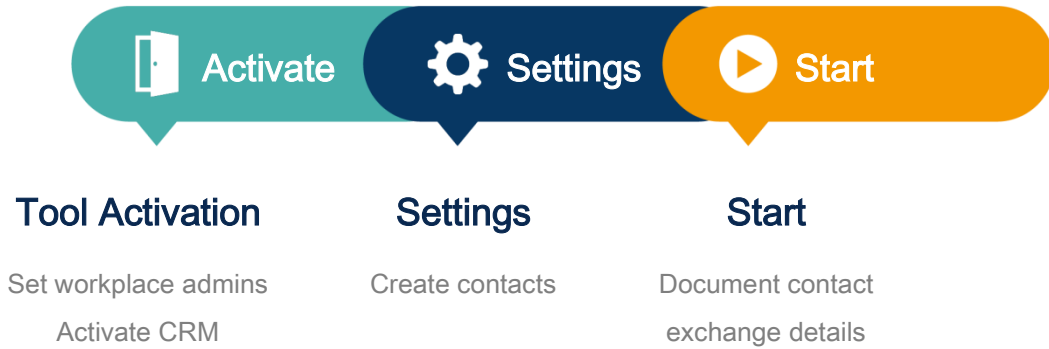 Activate
Settings
Start
Tool Activation
Settings
Start
Set workplace admins
Activate CRM
Create contacts
Document contact
exchange details